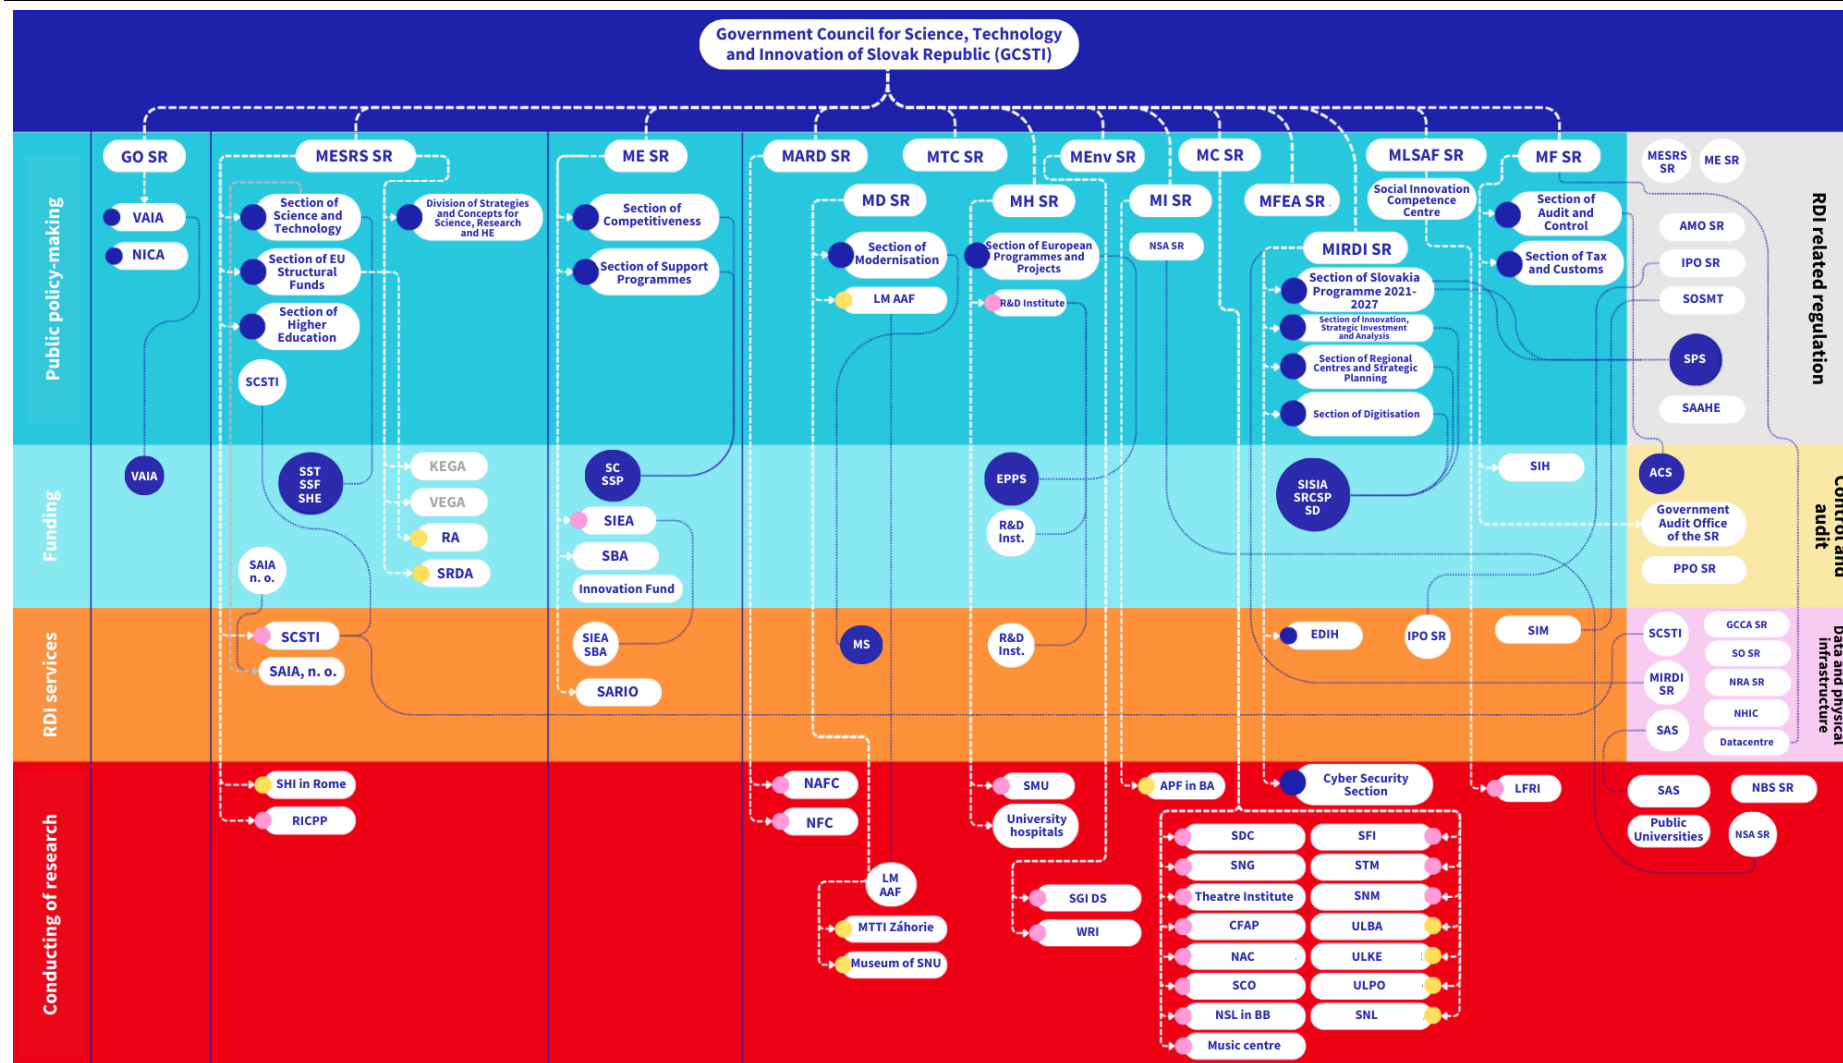 Government Council for Science, Technology
and Innovation of Slovak Republic (GCSTI)
Public policy-making
GO SR
MESRS SR
ME SR
MARD SR
MTC SR
MEnv SR
MC SR
MLSAF SR
MF SR
VAIA
NICA
Section of
Science and
Technology
Division of Strategies
and Concepts for
Science, Research
and HE
Section of EU
Structural
Funds
Section of
Higher
Education
SCSTI
Section of
Competitiveness
Section of Support
Programmes
MD SR
Section of
Modernisation
LM AAF
MH SR
Section of European
Programmes and
Projects
R&D Institute
MI SR
NSA SR
MFEA SR
MIRDI SR
Section of Slovakia
Programme 2021-
2027
Section of Innovation,
Strategic Investment
and Analysis
Section of Regional
Centres and Strategic
Planning
Section of Digitisation
Social Innovation
Competence
Centre
Section of
Audit and
Control
Section of Tax
and Customs
RDI related regulation
MESRS
SR
ME SR
AMO SR
IPO SR
SOSMT
SPS
SAAHE
Funding
VAIA
SST
SSF
SHE
KEGA
VEGA
RA
SRDA
SAIA
n. o.
SC
SSP
SIEA
SBA
Innovation Fund
EPPS
R&D
Inst.
SISIA
SRCSP
SD
SIH
Control and
audit
ACS
Government
Audit Office
of the SR
PPO SR
RDI services
SCSTI
SAIA, n. o.
SIEA
SBA
SARIO
MS
R&D
Inst.
EDIH
IPO SR
SIM
Data and physical
infrastructure
SCSTI
MIRDI
SR
SAS
GCCA SR
SO SR
NRA SR
NHIC
Datacentre
Conducting of research
SHI in Rome
RICPP
NAFC
NFC
LM
AAF
MTTI Záhorie
Museum of SNU
SMU
University
hospitals
SGI DS
WRI
APF in BA
Cyber Security
Section
SDC
SNG
Theatre Institute
CFAP
NAC
SCO
NSL in BB
Music centre
SFI
STM
SNM
ULBA
ULKE
ULPO
SNL
LFRI
SAS
Public
Universities
NBS SR
NSA SR